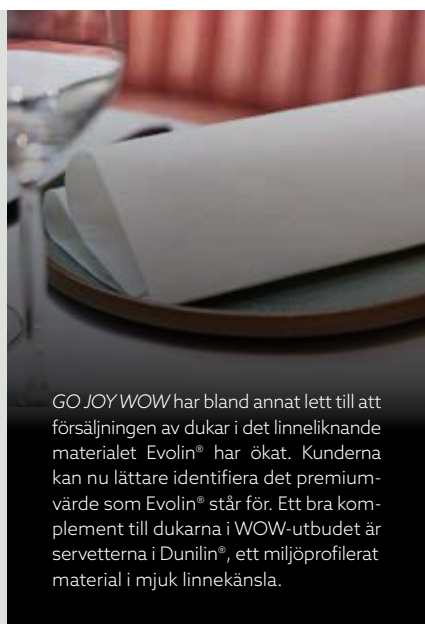 GO JOY WOW har bland annat lett till att
försäljningen av dukar i det linneliknande
materialet Evolin® har ökat. Kunderna
kan nu lättare identifiera det premium-
värde som Evolin® står för. Ett bra kom-
plement till dukarna i WOW-utbudet är
servetterna i Dunilin®, ett miljöprofilerat
material i mjuk linnekänsla.